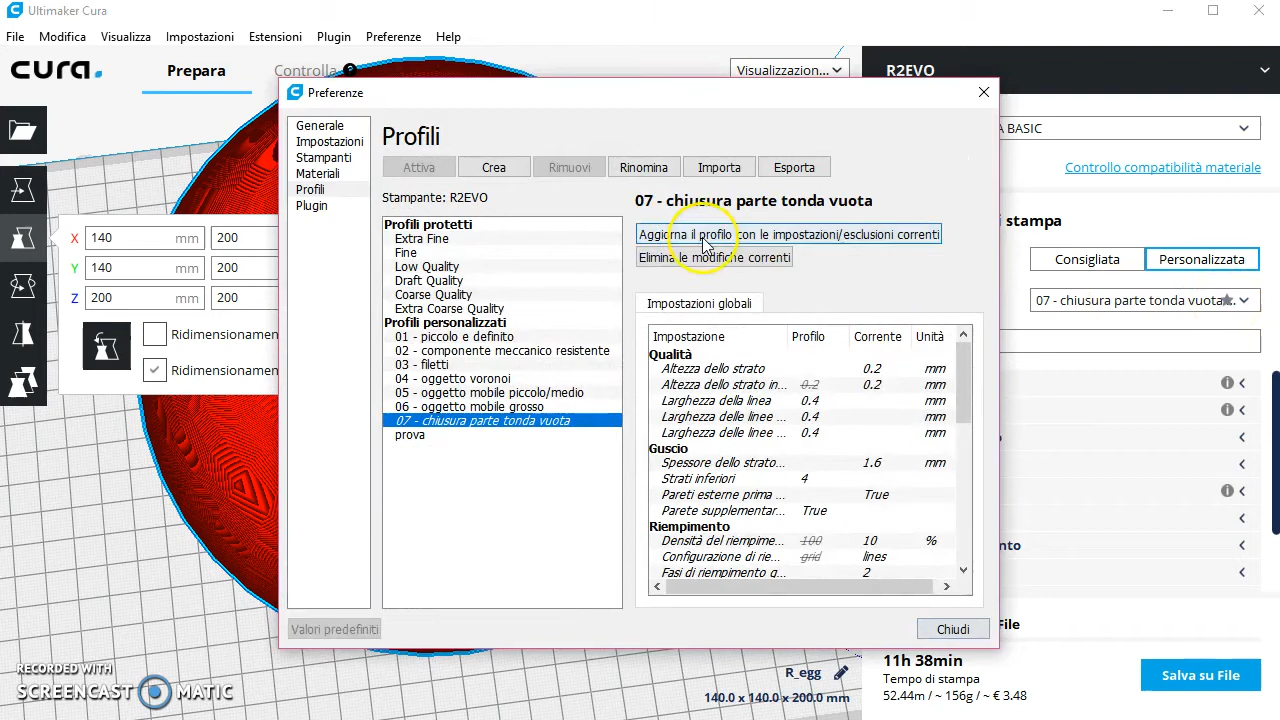 Ultimaker Cura
File Modifica Visualizza Impostazioni Estensioni Plugin Preferenze Help
cura. Prepara Controlla Visualizzazion... R2EVO
Preferenze
Generale
Impostazioni
Stampanti
Materiali
Profili
Plugin
Profili
Attiva Crea Rimuovi Rinomina Importa Esporta
Stampante: R2EVO
Profili protetti
Extra Fine
Fine
Low Quality
Draft Quality
Coarse Quality
Extra Coarse Quality
Profili personalizzati
01 - piccolo e definito
02 - componente meccanico resistente
03 - filetti
04 - oggetto voronoi
05 - oggetto mobile piccolo/medio
06 - oggetto mobile grosso
07 - chiusura parte tonda vuota
prova
07 - chiusura parte tonda vuota
Aggiorna il profilo con le impostazioni/esclusioni correnti
Elimina le modifiche correnti
Impostazioni globali
Impostazione Profilo Corrente Unità
Qualità
Altezza dello strato 0.2 mm
Altezza dello strato in... 0.2 0.2 mm
Larghezza della linea 0.4 mm
Larghezza delle linee ... 0.4 mm
Larghezza delle linee ... 0.4 mm
Guscio
Spessore dello strato... 1.6 mm
Strati inferiori 4
Pareti esterne prima ... True
Parete supplementar... True
Riempimento
Densità del riempime... 100 10 %
Configurazione di rie... grid lines
Fasi di riempimento g... 2
Valori predefiniti Chiudi
X 140 mm 200
Y 140 mm 200
Z 200 mm 200
Ridimensionamen
Ridimensionamen
A BASIC
Controllo compatibilità materiale
i stampa
Consigliata Personalizzata
07 - chiusura parte tonda vuota...
nto
File
11h 38min
Tempo di stampa
52.44m / ~ 156g / ~ € 3.48
Salva su File
R_egg
140.0 x 140.0 x 200.0 mm
RECORDED WITH
SCREENCAST MATIC